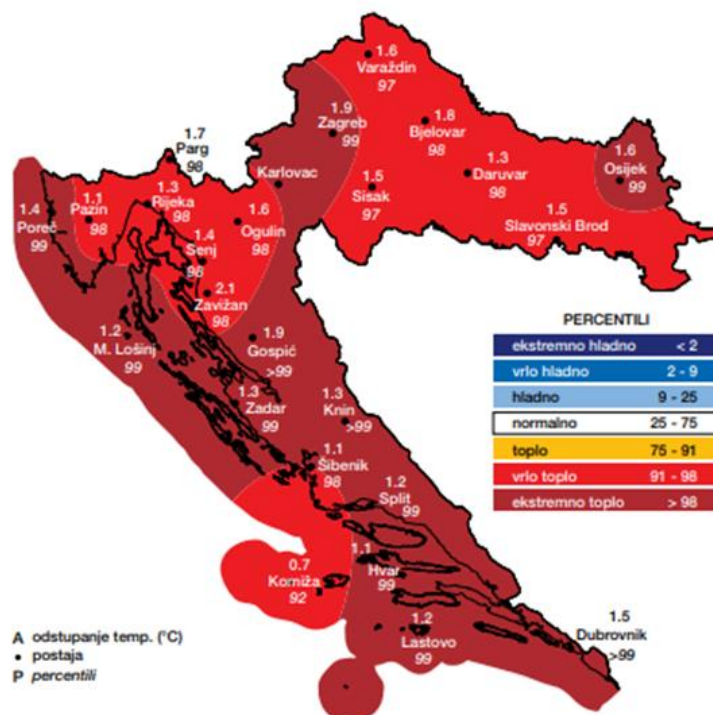 1.6
Varaždin
97
1.9
Zagreb
99
1.8
Bjelovar
98
1.7
Parg
98
Karlovac
1.5
Sisak
97
1.3
Daruvar
98
1.6
Osijek
99
1.4
Poreč
99
1.1
Pazin
98
1.3
Rijeka
98
1.6
Ogulin
98
1.5
Slavonski Brod
97
1.4
Senj
98
2.1
Zavižan
98
1.2
M. Lošinj
99
1.9
Gospić
>99
1.3
Zadar
99
1.3
Knin
>99
1.1
Šibenik
98
1.2
Split
99
0.7
Komiža
92
1.1
Hvar
99
1.2
Lastovo
99
1.5
Dubrovnik
>99
PERCENTILI
ekstremno hladno < 2
vrlo hladno 2 - 9
hladno 9 - 25
normalno 25 - 75
toplo 75 - 91
vrlo toplo 91 - 98
ekstremno toplo > 98
A odstupanje temp. (°C)
• postaja
P percentili